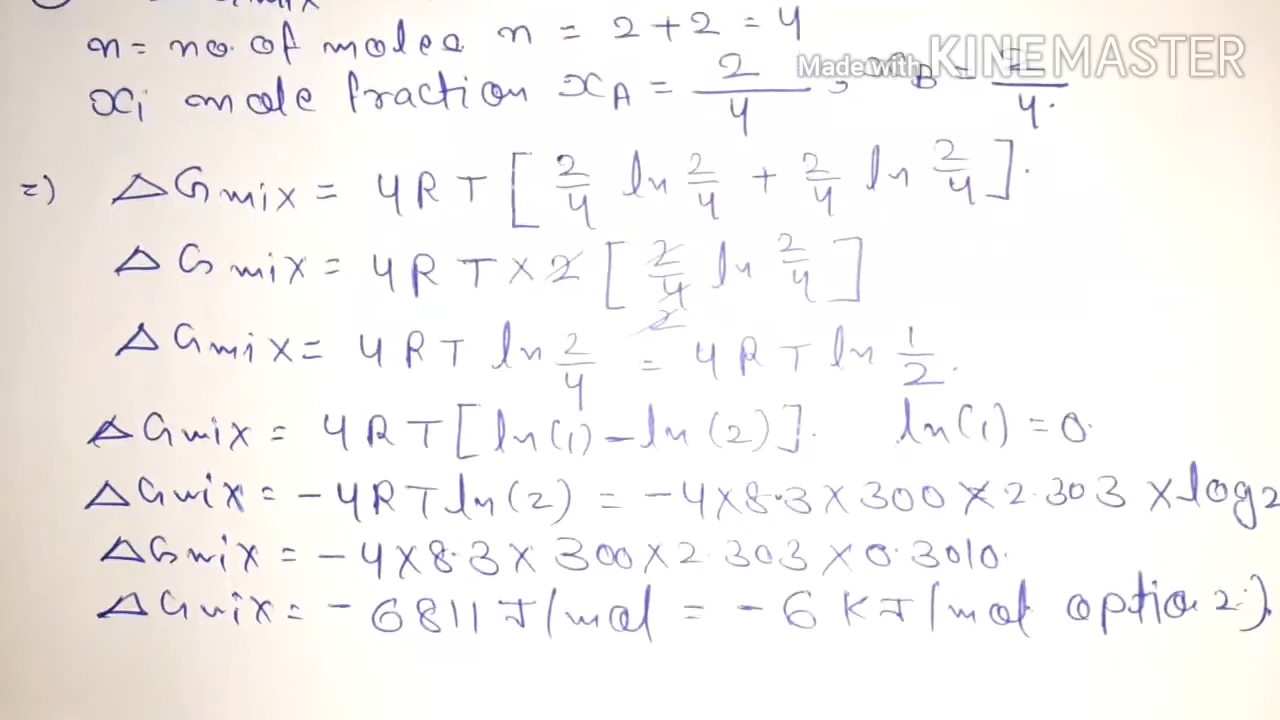 n = no. of moles n = 2 + 2 = 4
Made with KINEMASTER
xi mole fraction xA = 2/4, xB = 2/4.
=) ΔGmix = 4RT [2/4 ln 2/4 + 2/4 ln 2/4].
ΔGmix = 4RT × 2 [2/4 ln 2/4]
2
ΔGmix = 4RT ln 2/4 = 4RT ln 1/2.
ΔGmix = 4RT [ln(1) - ln(2)]. ln(1) = 0.
ΔGmix = -4RT ln(2) = -4×8.3×300×2.303×log2
ΔGmix = -4×8.3×300×2.303×0.3010.
ΔGmix = -6811 J/mol = -6 KJ/mol optio 2.)